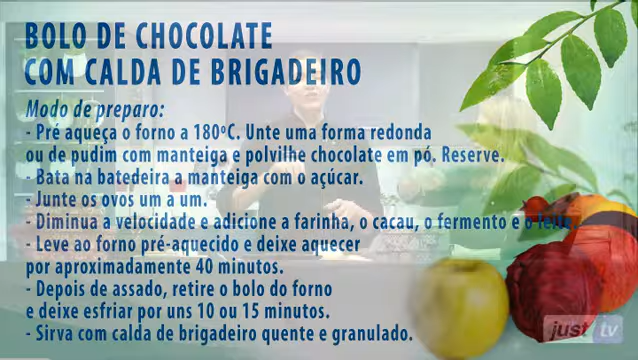 BOLO DE CHOCOLATE
COM CALDA DE BRIGADEIRO
Modo de preparo:
- Pré aqueça o forno a 180ºC. Unte uma forma redonda
ou de pudim com manteiga e polvilhe chocolate em pó. Reserve.
- Bata na batedeira a manteiga com o açúcar.
- Junte os ovos um a um.
- Diminua a velocidade e adicione a farinha, o cacau, o fermento e o leite.
- Leve ao forno pré-aquecido e deixe aquecer
por aproximadamente 40 minutos.
- Depois de assado, retire o bolo do forno
e deixe esfriar por uns 10 ou 15 minutos.
- Sirva com calda de brigadeiro quente e granulado.
just tv